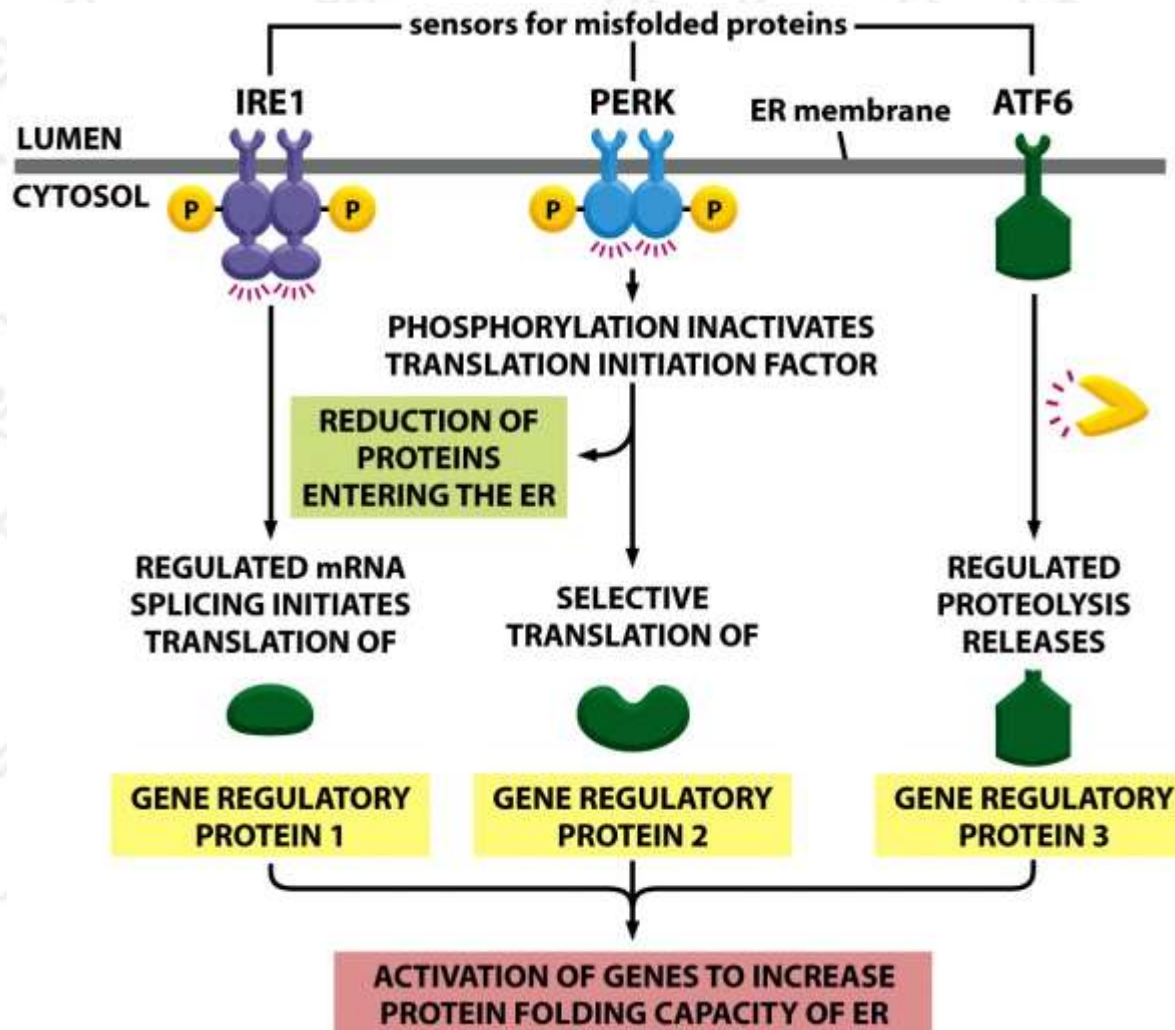 sensors for misfolded proteins
IRE1
PERK
ER membrane
ATF6
LUMEN
CYTOSOL
P
P
P
P
PHOSPHORYLATION INACTIVATES
TRANSLATION INITIATION FACTOR
REDUCTION OF
PROTEINS
ENTERING THE ER
REGULATED mRNA
SPLICING INITIATES
TRANSLATION OF
SELECTIVE
TRANSLATION OF
REGULATED
PROTEOLYSIS
RELEASES
GENE REGULATORY
PROTEIN 1
GENE REGULATORY
PROTEIN 2
GENE REGULATORY
PROTEIN 3
ACTIVATION OF GENES TO INCREASE
PROTEIN FOLDING CAPACITY OF ER